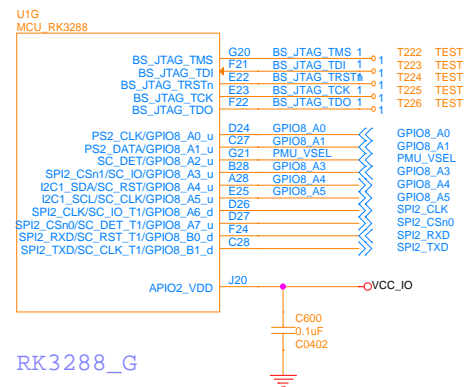 U1G
MCU_RK3288
BS_JTAG_TMS G20 BS_JTAG_TMS 1 1 T222 TEST
BS_JTAG_TDI F21 BS_JTAG_TDI 1 1 T223 TEST
BS_JTAG_TRSTn E22 BS_JTAG_TRSTn 1 1 T224 TEST
BS_JTAG_TCK E23 BS_JTAG_TCK 1 1 T225 TEST
BS_JTAG_TDO F22 BS_JTAG_TDO 1 1 T226 TEST
PS2_CLK/GPIO8_A0_u D24 GPIO8_A0 GPIO8_A0
PS2_DATA/GPIO8_A1_u C27 GPIO8_A1 GPIO8_A1
SC_DET/GPIO8_A2_u G21 PMU_VSEL PMU_VSEL
SPI2_CSn1/SC_IO/GPIO8_A3_u B28 GPIO8_A3 GPIO8_A3
I2C1_SDA/SC_RST/GPIO8_A4_u A28 GPIO8_A4 GPIO8_A4
I2C1_SCL/SC_CLK/GPIO8_A5_u E25 GPIO8_A5 GPIO8_A5
SPI2_CLK/SC_IO_T1/GPIO8_A6_d D26 SPI2_CLK
SPI2_CSn0/SC_DET_T1/GPIO8_A7_u D27 SPI2_CSn0
SPI2_RXD/SC_RST_T1/GPIO8_B0_d F24 SPI2_RXD
SPI2_TXD/SC_CLK_T1/GPIO8_B1_d C28 SPI2_TXD
APIO2_VDD J20 VCC_IO
C600
0.1uF
C0402
RK3288_G